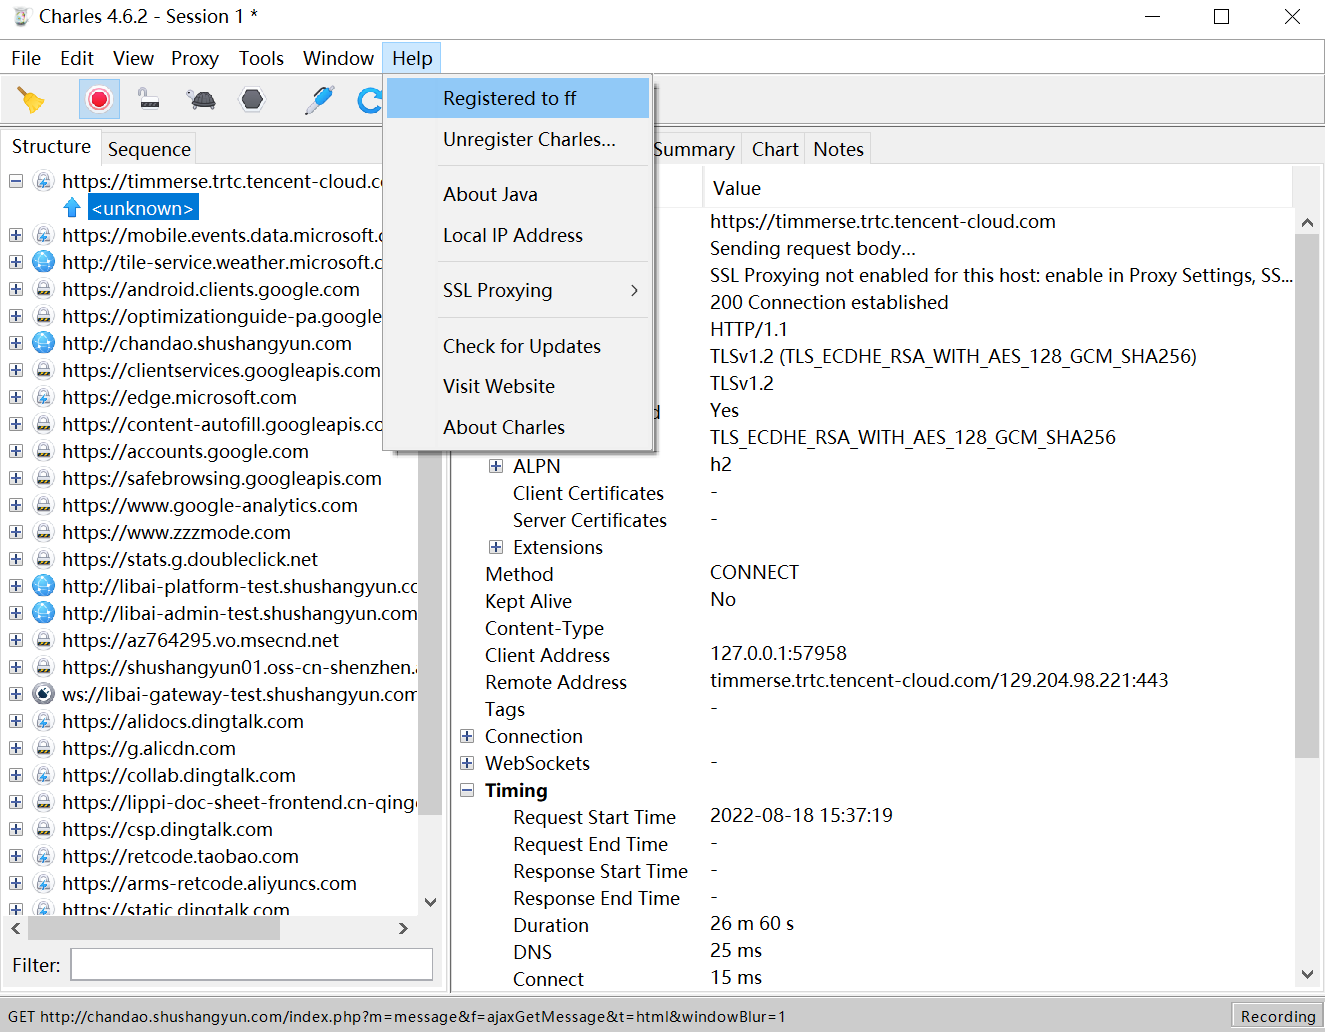 Charles 4.6.2 - Session 1 *
File Edit View Proxy Tools Window Help
Registered to ff
Unregister Charles...
About Java
Local IP Address
SSL Proxying
Check for Updates
Visit Website
About Charles
Structure Sequence
https://timmerse.trtc.tencent-cloud.c
<unknown>
https://mobile.events.data.microsoft.
http://tile-service.weather.microsoft.c
https://android.clients.google.com
https://optimizationguide-pa.google
http://chandao.shushangyun.com
https://clientservices.googleapis.com
https://edge.microsoft.com
https://content-autofill.googleapis.co
https://accounts.google.com
https://safebrowsing.googleapis.com
https://www.google-analytics.com
https://www.zzzmode.com
https://stats.g.doubleclick.net
http://libai-platform-test.shushangyun.cc
http://libai-admin-test.shushangyun.com
https://az764295.vo.msecnd.net
https://shushangyun01.oss-cn-shenzhen.
ws://libai-gateway-test.shushangyun.com
https://alidocs.dingtalk.com
https://g.alicdn.com
https://collab.dingtalk.com
https://lippi-doc-sheet-frontend.cn-qing
https://csp.dingtalk.com
https://retcode.taobao.com
https://arms-retcode.aliyuncs.com
https://static.dingtalk.com
Filter:
Summary Chart Notes
Value
https://timmerse.trtc.tencent-cloud.com
Sending request body...
SSL Proxying not enabled for this host: enable in Proxy Settings, SS...
200 Connection established
HTTP/1.1
TLSv1.2 (TLS_ECDHE_RSA_WITH_AES_128_GCM_SHA256)
TLSv1.2
d Yes
TLS_ECDHE_RSA_WITH_AES_128_GCM_SHA256
ALPN h2
Client Certificates -
Server Certificates -
Extensions
Method CONNECT
Kept Alive No
Content-Type
Client Address 127.0.0.1:57958
Remote Address timmerse.trtc.tencent-cloud.com/129.204.98.221:443
Tags -
Connection
WebSockets -
Timing
Request Start Time 2022-08-18 15:37:19
Request End Time -
Response Start Time -
Response End Time -
Duration 26 m 60 s
DNS 25 ms
Connect 15 ms
GET http://chandao.shushangyun.com/index.php?m=message&f=ajaxGetMessage&t=html&windowBlur=1
Recording